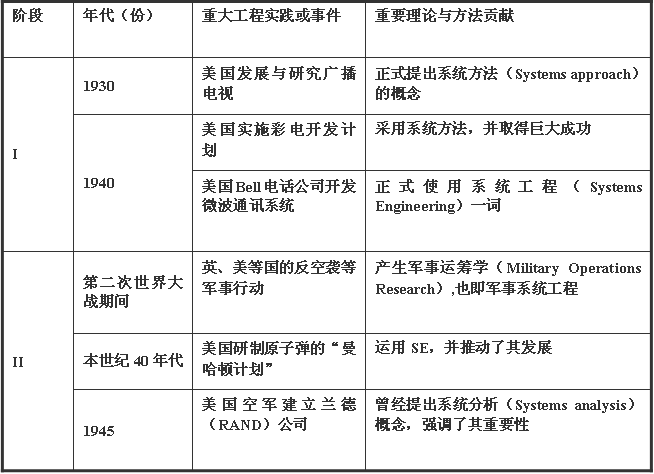 阶段 年代（份） 重大工程实践或事件 重要理论与方法贡献
I
1930
美国发展与研究广播
电视
正式提出系统方法（Systems approach）
的概念
1940
美国实施彩电开发计
划
采用系统方法，并取得巨大成功
美国Bell电话公司开发
微波通讯系统
正式使用系统工程（Systems
Engineering）一词
II
第二次世界大
战期间
英、美等国的反空袭等
军事行动
产生军事运筹学（Military Operations
Research）,也即军事系统工程
本世纪40年代
美国研制原子弹的“曼
哈顿计划”
运用SE，并推动了其发展
1945
美国空军建立兰德
（RAND）公司
曾经提出系统分析（Systems analysis）
概念，强调了其重要性